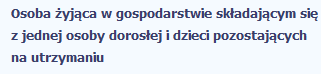 Osoba żyjąca w gospodarstwie składającym się
z jednej osoby dorosłej i dzieci pozostających
na utrzymaniu